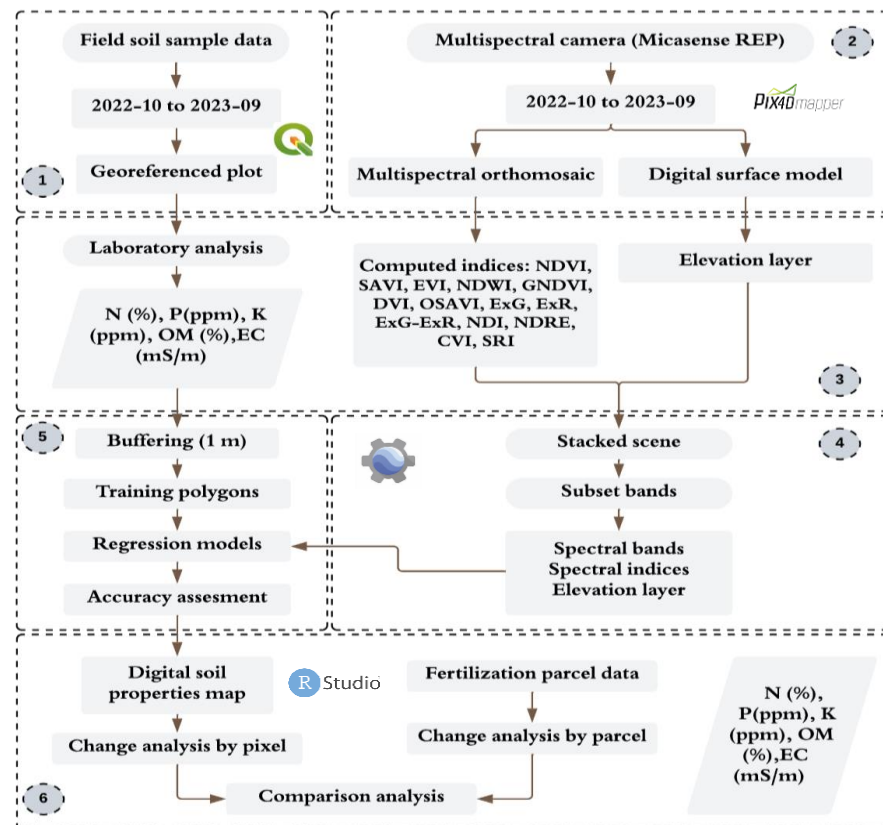 Field soil sample data
2022-10 to 2023-09
Georeferenced plot
1
Multispectral camera (Micasense REP)
2
2022-10 to 2023-09
PIX4Dmapper
Multispectral orthomosaic
Digital surface model
Laboratory analysis
N (%), P(ppm), K
(ppm), OM (%),EC
(mS/m)
Computed indices: NDVI,
SAVI, EVI, NDWI, GNDVI,
DVI, OSAVI, ExG, ExR,
ExG-ExR, NDI, NDRE,
CVI, SRI
Elevation layer
3
5
Buffering (1 m)
Training polygons
Regression models
Accuracy assesment
4
Stacked scene
Subset bands
Spectral bands
Spectral indices
Elevation layer
Digital soil
properties map
R Studio
Change analysis by pixel
Fertilization parcel data
Change analysis by parcel
Comparison analysis
N (%),
P(ppm), K
(ppm), OM
(%),EC
(mS/m)
6